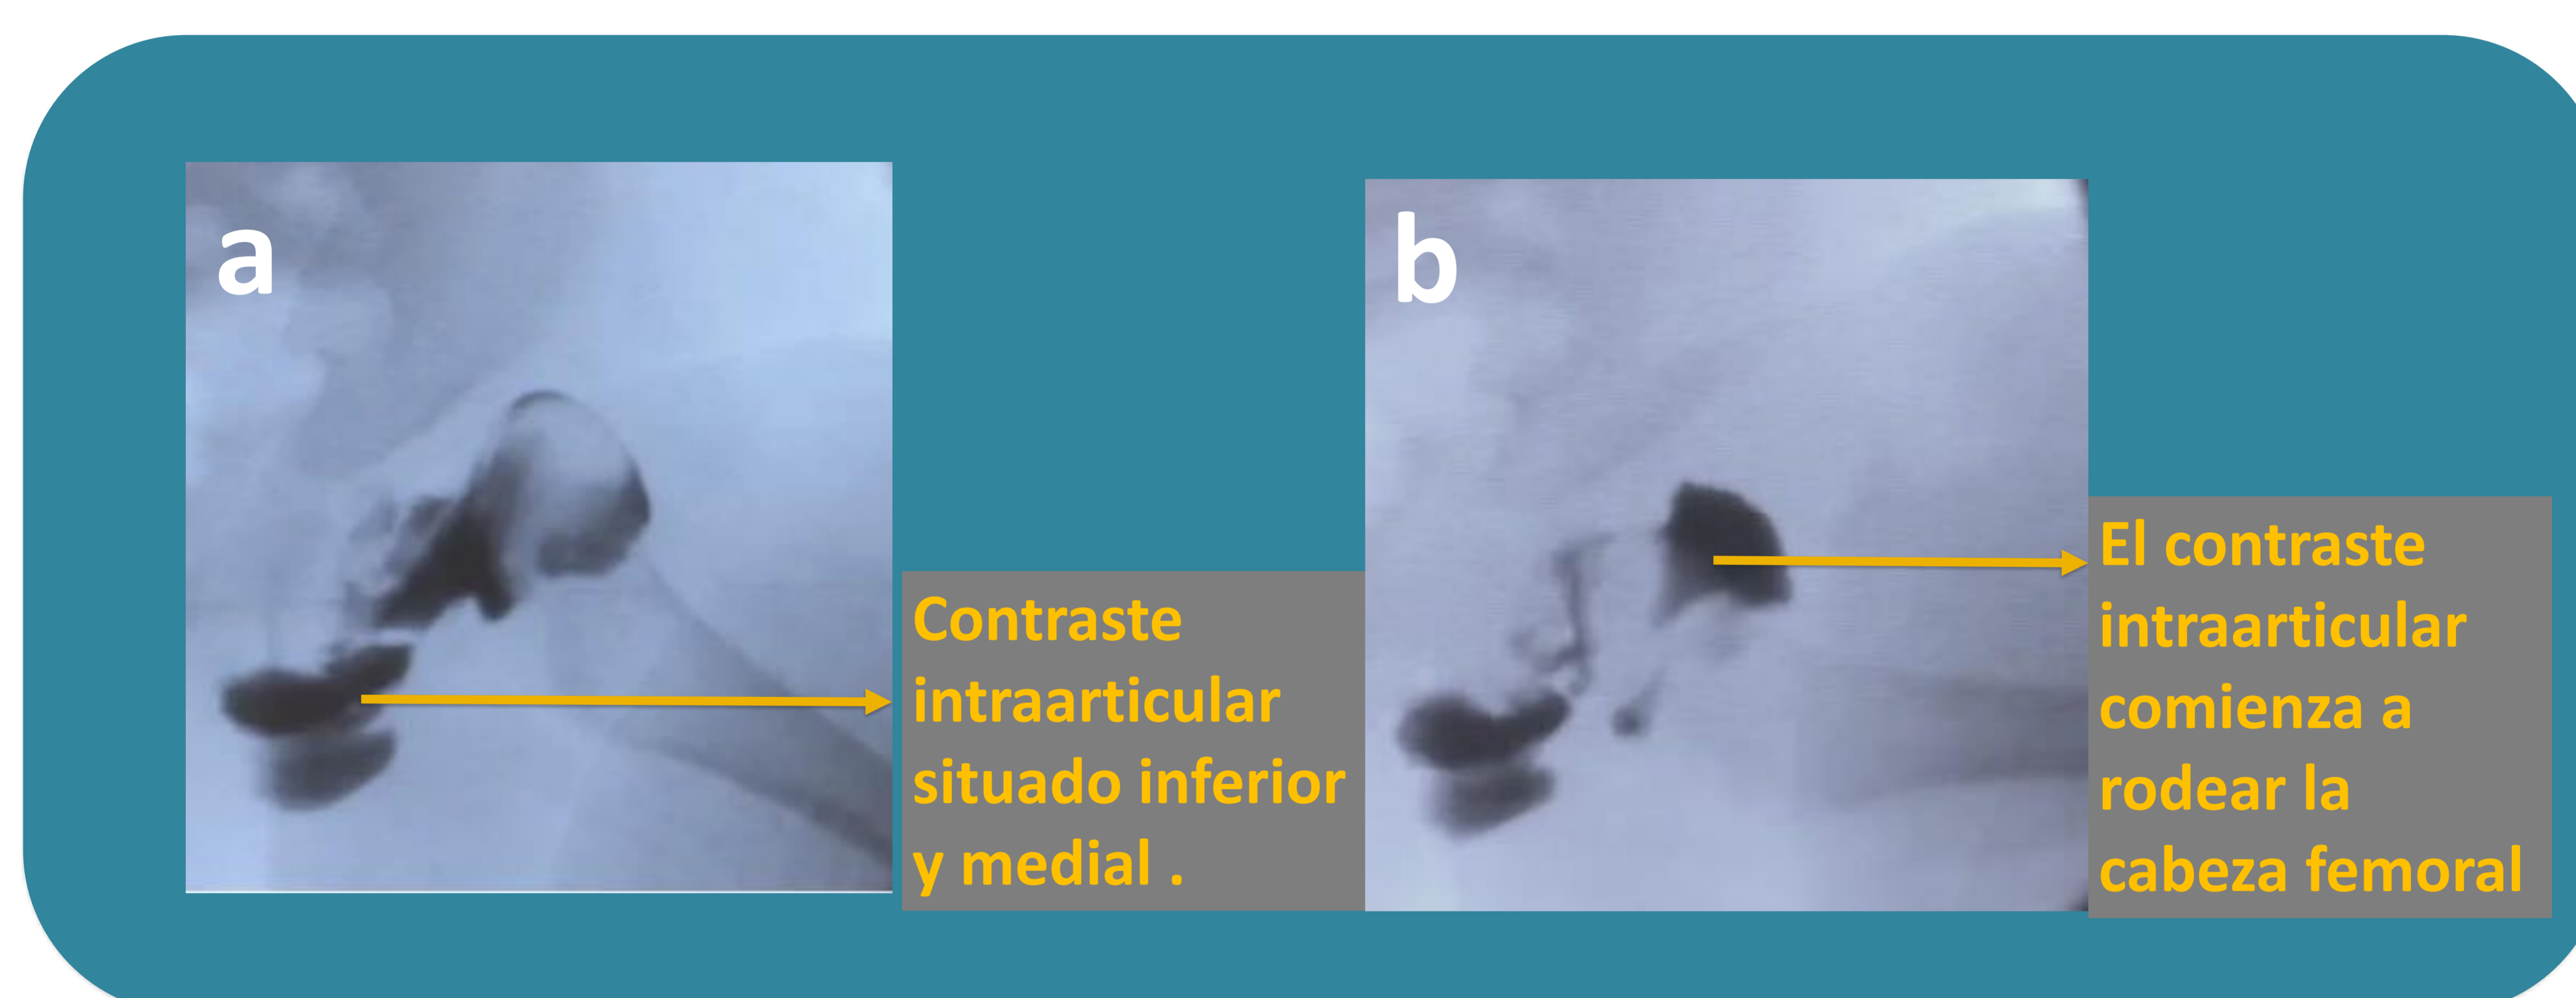 a
Contraste
intraarticular
situado inferior
y medial .
b
El contraste
intraarticular
comienza a
rodear la
cabeza femoral